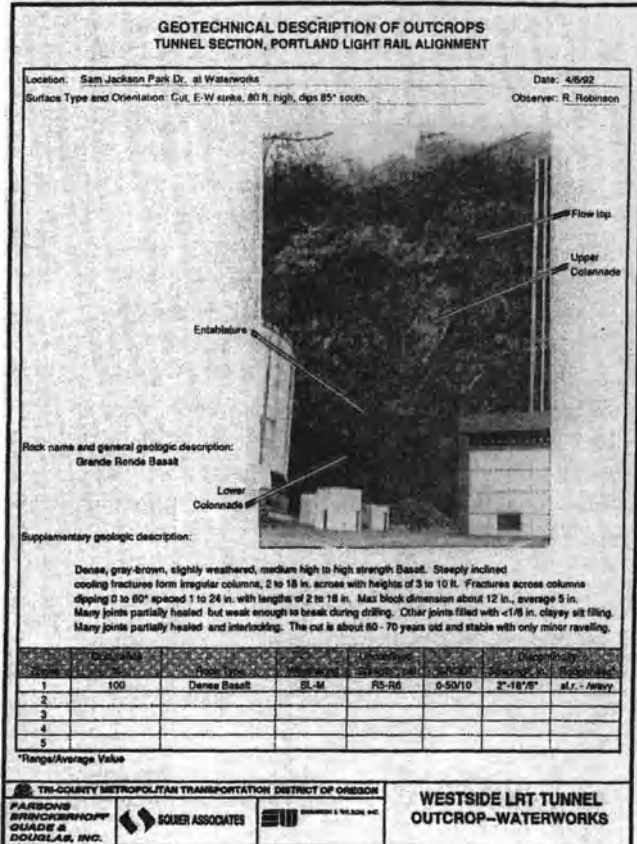 GEOTECHNICAL DESCRIPTION OF OUTCROPS
TUNNEL SECTION, PORTLAND LIGHT RAIL ALIGNMENT
Location: Sam Jackson Park Dr. at Waterworks Date: 4/6/92
Surface Type and Orientation: Cut, E-W strike, 80 ft. high, dips 85° south. Observer: R. Robinson
Flow top
Upper
Colannade
Entablature
Rock name and general geologic description:
Grande Ronde Basalt
Lower
Colonnade
Supplementary geologic description:
Dense, gray-brown, slightly weathered, medium high to high strength Basalt. Steeply inclined
cooling fractures form irregular columns, 2 to 18 in. across with heights of 3 to 10 ft. Fractures across columns
dipping 0 to 60° spaced 1 to 24 in. with lengths of 2 to 18 in. Max block dimension about 12 in., average 5 in.
Many joints partially healed but weak enough to break during drilling. Other joints filled with <1/8 in. clayey silt filling.
Many joints partially healed and interlocking. The cut is about 60 - 70 years old and stable with only minor ravelling.
Rock Type
1 100 Dense Basalt SL-M R5-R6 0-50/10 2"-18"/6" sl.r. - /wavy
2
3
4
5
*Range/Average Value
TRI-COUNTY METROPOLITAN TRANSPORTATION DISTRICT OF OREGON
PARSONS
BRINCKERHOFF
QUADE &
DOUGLAS, INC.
SQUIER ASSOCIATES
SHANNON & WILSON, INC.
WESTSIDE LRT TUNNEL
OUTCROP–WATERWORKS